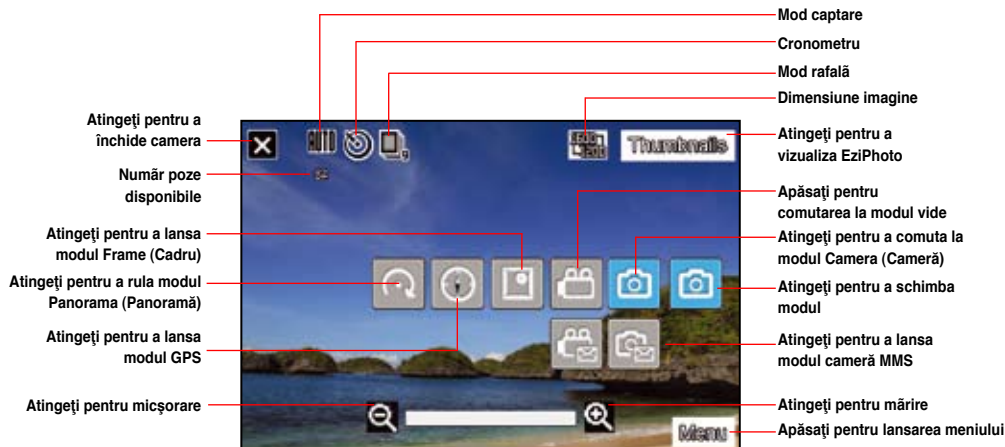 Mod captare
Cronometru
Mod rafală
Dimensiune imagine
Atingeţi pentru a
închide camera
Atingeţi pentru a
vizualiza EziPhoto
Thumbnails
Număr poze
disponibile
Apăsaţi pentru
comutarea la modul vide
Atingeţi pentru a lansa
modul Frame (Cadru)
Atingeţi pentru a comuta la
modul Camera (Cameră)
Atingeţi pentru a rula modul
Panorama (Panoramă)
Atingeţi pentru a schimba
modul
Atingeţi pentru a lansa
modul GPS
Atingeţi pentru a lansa
modul cameră MMS
Atingeţi pentru micşorare
Atingeţi pentru mărire
Menu
Apăsaţi pentru lansarea meniului